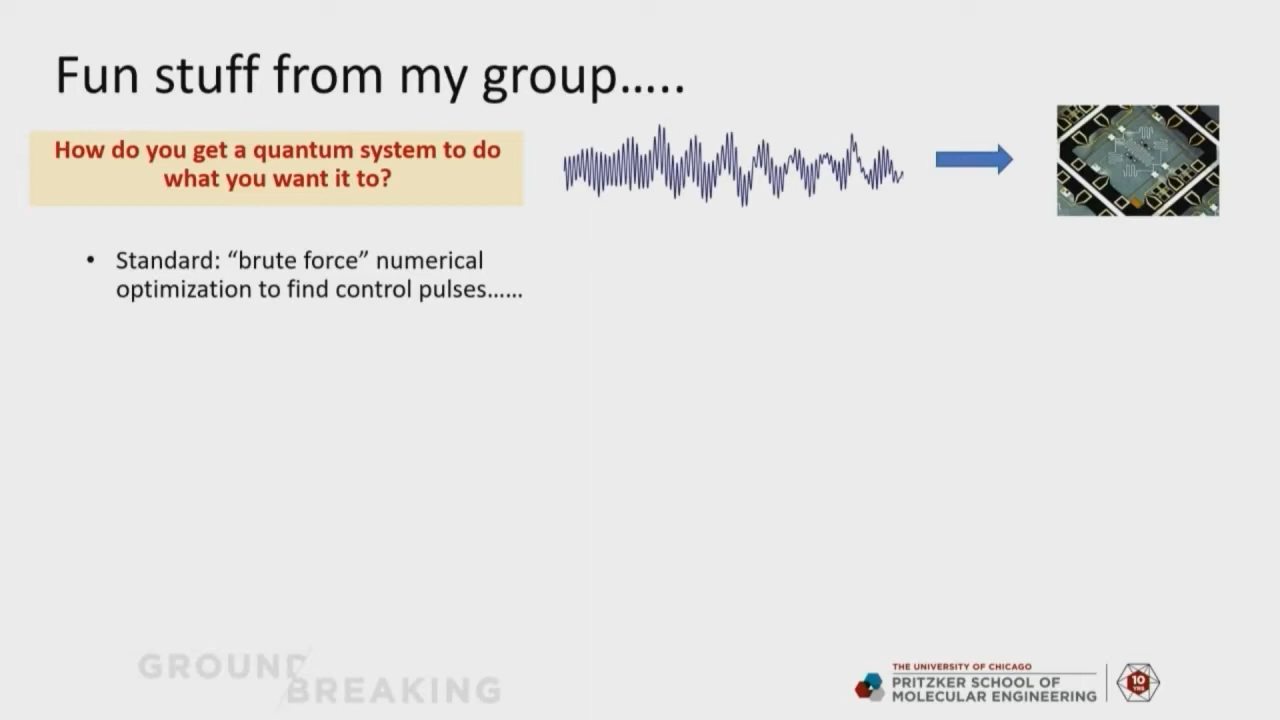 Fun stuff from my group…..
How do you get a quantum system to do
what you want it to?
• Standard: “brute force” numerical
optimization to find control pulses……
GROUND
BREAKING
THE UNIVERSITY OF CHICAGO
PRITZKER SCHOOL OF
MOLECULAR ENGINEERING
10
YRS